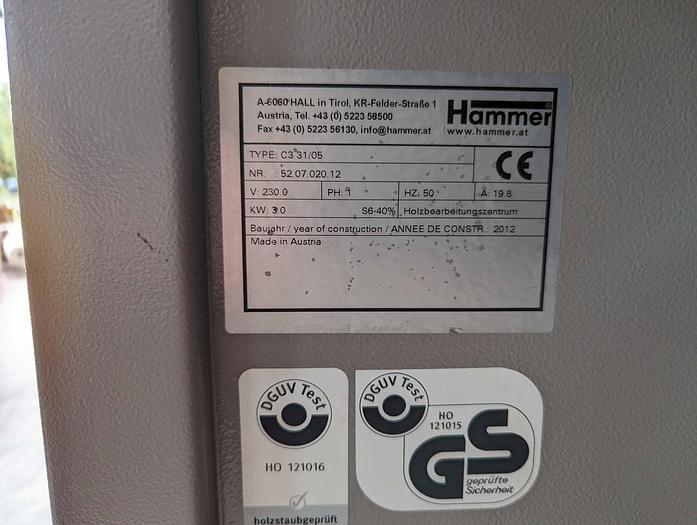 A-6060 HALL in Tirol, KR-Felder-Straße 1
Austria, Tel. +43 (0) 5223 58500
Fax +43 (0) 5223 56130, info@hammer.at
Hammer®
www.hammer.at
TYPE: C3 31/05
CE
NR. : 52.07.020.12
V: 230.0 PH: 1 HZ: 50 A: 19.8
KW: 3.0 S6-40% Holzbearbeitungszentrum
Baujahr / year of construction / ANNEE DE CONSTR.: 2012
Made in Austria
DGUV Test
HO 121016
holzstaubgeprüft
DGUV Test
HO
121015
GS
geprüfte
Sicherheit